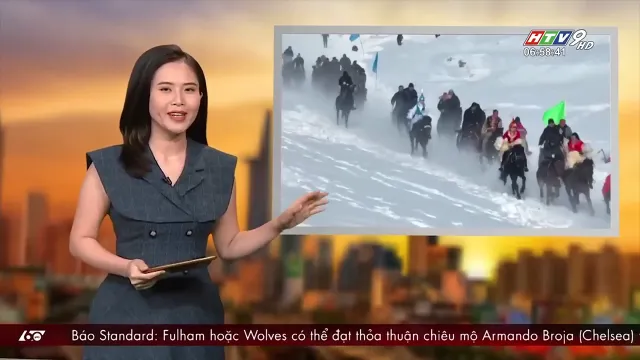 HTV9 HD
06:58:41
60s Báo Standard: Fulham hoặc Wolves có thể đạt thỏa thuận chiêu mộ Armando Broja (Chelsea)